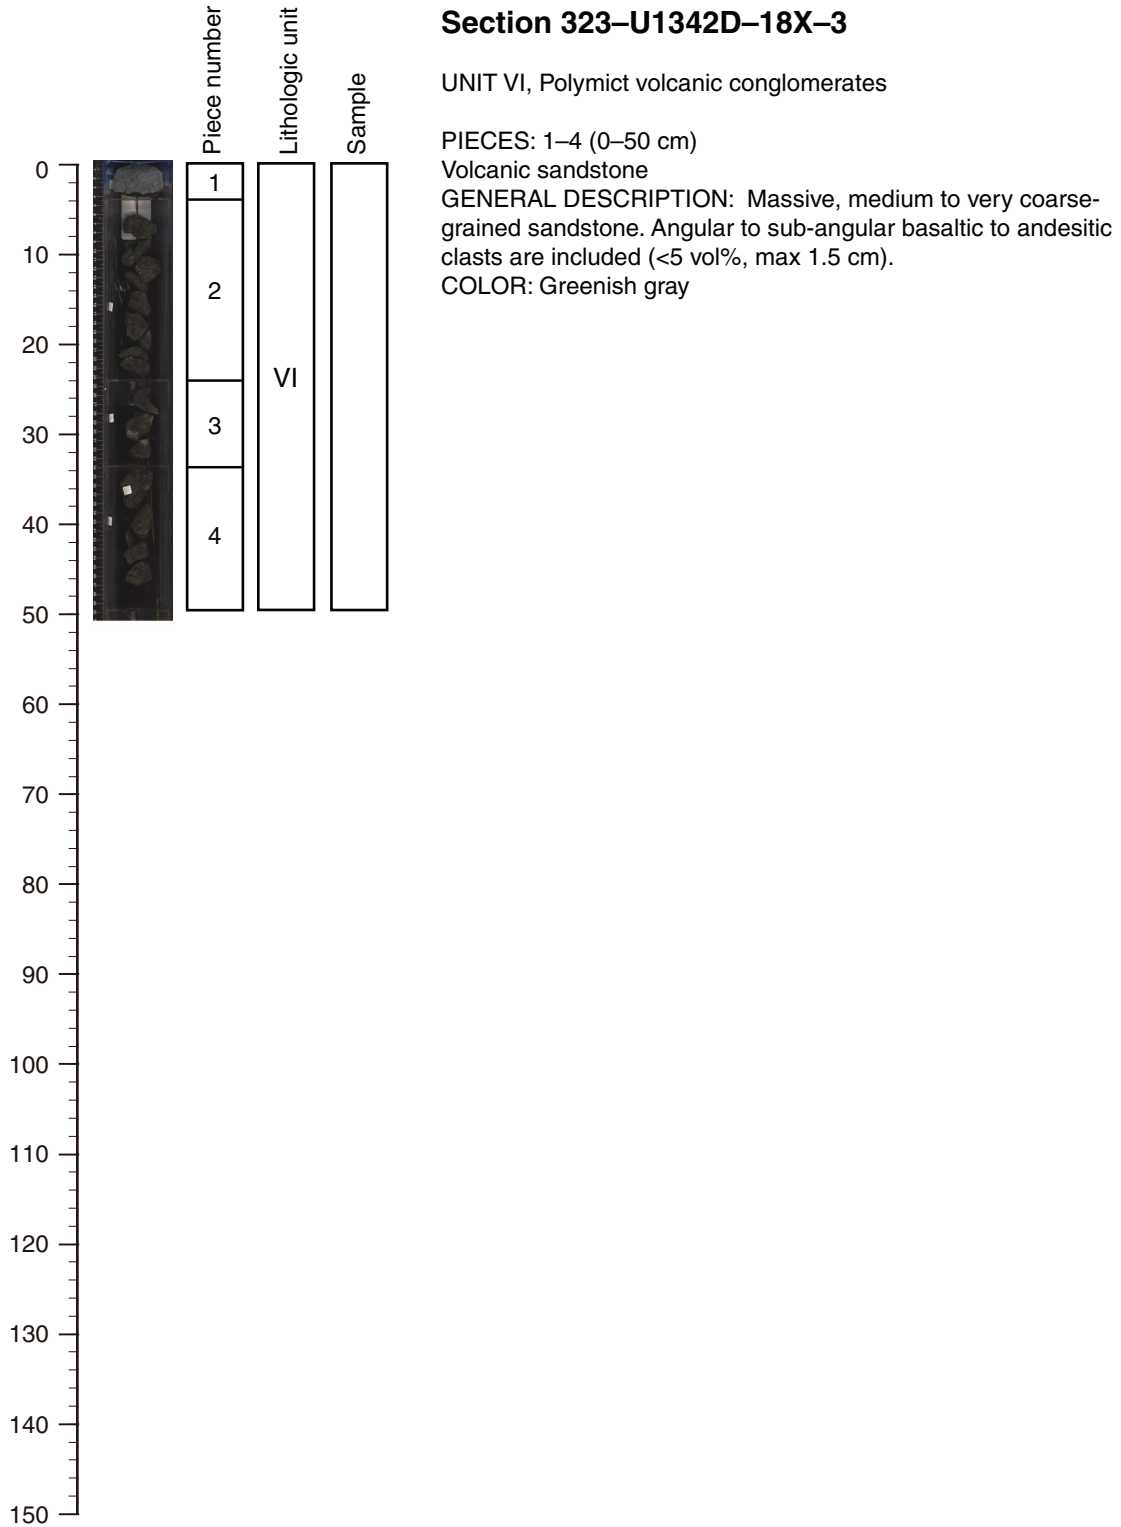 Piece number
Lithologic unit
Sample
Section 323–U1342D–18X–3
UNIT VI, Polymict volcanic conglomerates
PIECES: 1–4 (0–50 cm)
Volcanic sandstone
GENERAL DESCRIPTION:  Massive, medium to very coarse-
grained sandstone. Angular to sub-angular basaltic to andesitic
clasts are included (<5 vol%, max 1.5 cm).
COLOR: Greenish gray
0
10
20
30
40
50
60
70
80
90
100
110
120
130
140
150
1
2
3
4
VI